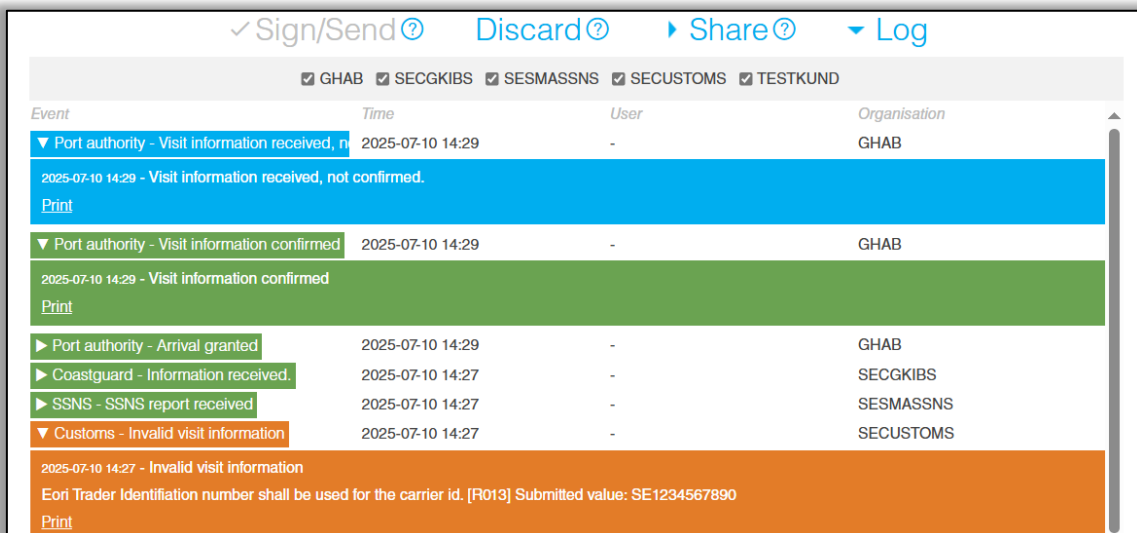 Sign/Send ? Discard ? Share ? Log
GHAB SECGKIBS SESMASSNS SECUSTOMS TESTKUND
Event Time User Organisation
Port authority - Visit information received, n 2025-07-10 14:29 - GHAB
2025-07-10 14:29 - Visit information received, not confirmed.
Print
Port authority - Visit information confirmed 2025-07-10 14:29 - GHAB
2025-07-10 14:29 - Visit information confirmed
Print
Port authority - Arrival granted 2025-07-10 14:29 - GHAB
Coastguard - Information received. 2025-07-10 14:27 - SECGKIBS
SSNS - SSNS report received 2025-07-10 14:27 - SESMASSNS
Customs - Invalid visit information 2025-07-10 14:27 - SECUSTOMS
2025-07-10 14:27 - Invalid visit information
Eori Trader Identifiation number shall be used for the carrier id. [R013] Submitted value: SE1234567890
Print